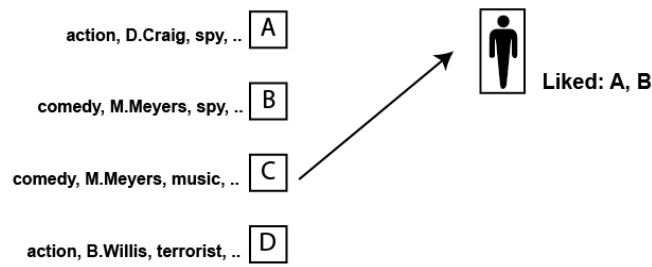 action, D.Craig, spy, .. A
Liked: A, B
comedy, M.Meyers, spy, .. B
comedy, M.Meyers, music, .. C
action, B.Willis, terrorist, .. D